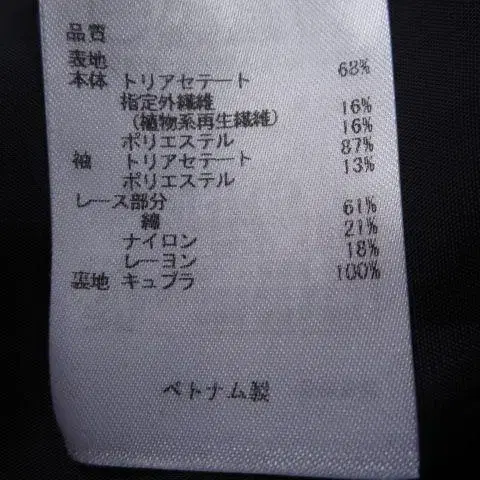 品質
表地
本体 トリアセテート 68%
指定外繊維
(植物系再生繊維) 16%
ポリエステル 16%
袖 トリアセテート 87%
ポリエステル 13%
レース部分
綿 61%
ナイロン 21%
レーヨン 18%
裏地 キュプラ 100%
ベトナム製